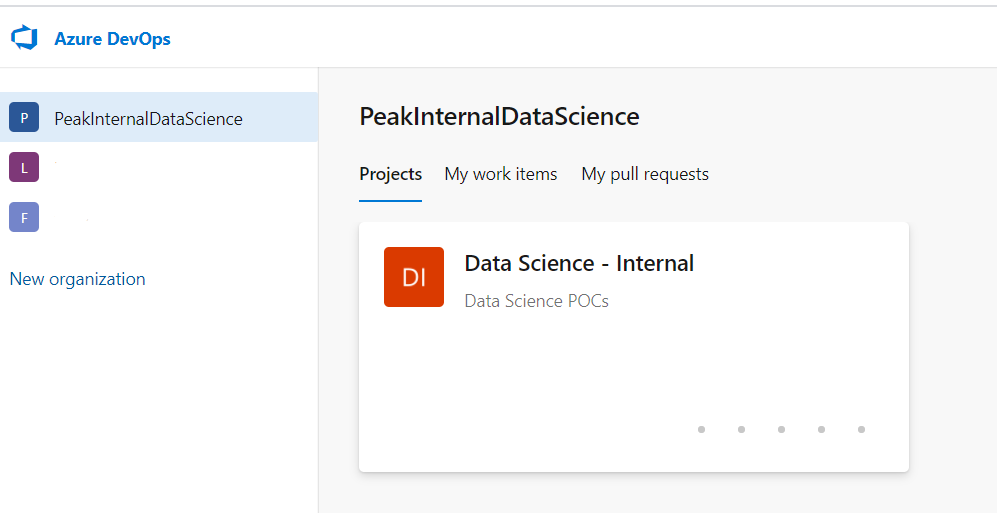 Azure DevOps
P PeakInternalDataScience
L
F
New organization
PeakInternalDataScience
Projects My work items My pull requests
DI Data Science - Internal
Data Science POCs